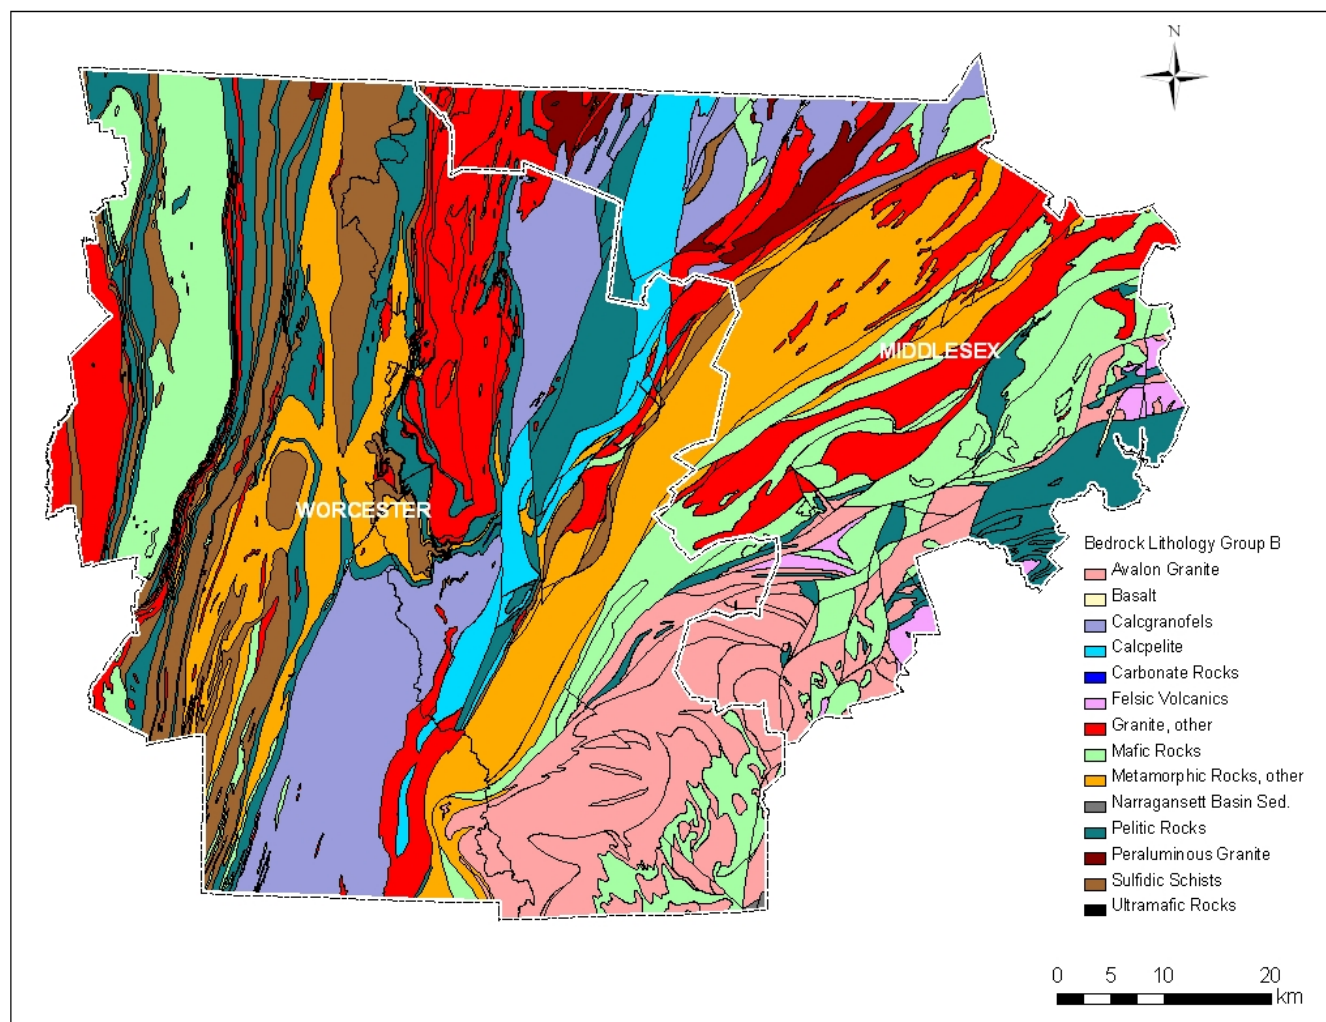 N
MIDDLESEX
WORCESTER
Bedrock Lithology Group B
Avalon Granite
Basalt
Calcgranofels
Calcpelite
Carbonate Rocks
Felsic Volcanics
Granite, other
Mafic Rocks
Metamorphic Rocks, other
Narragansett Basin Sed.
Pelitic Rocks
Peraluminous Granite
Sulfidic Schists
Ultramafic Rocks
0 5 10 20
km